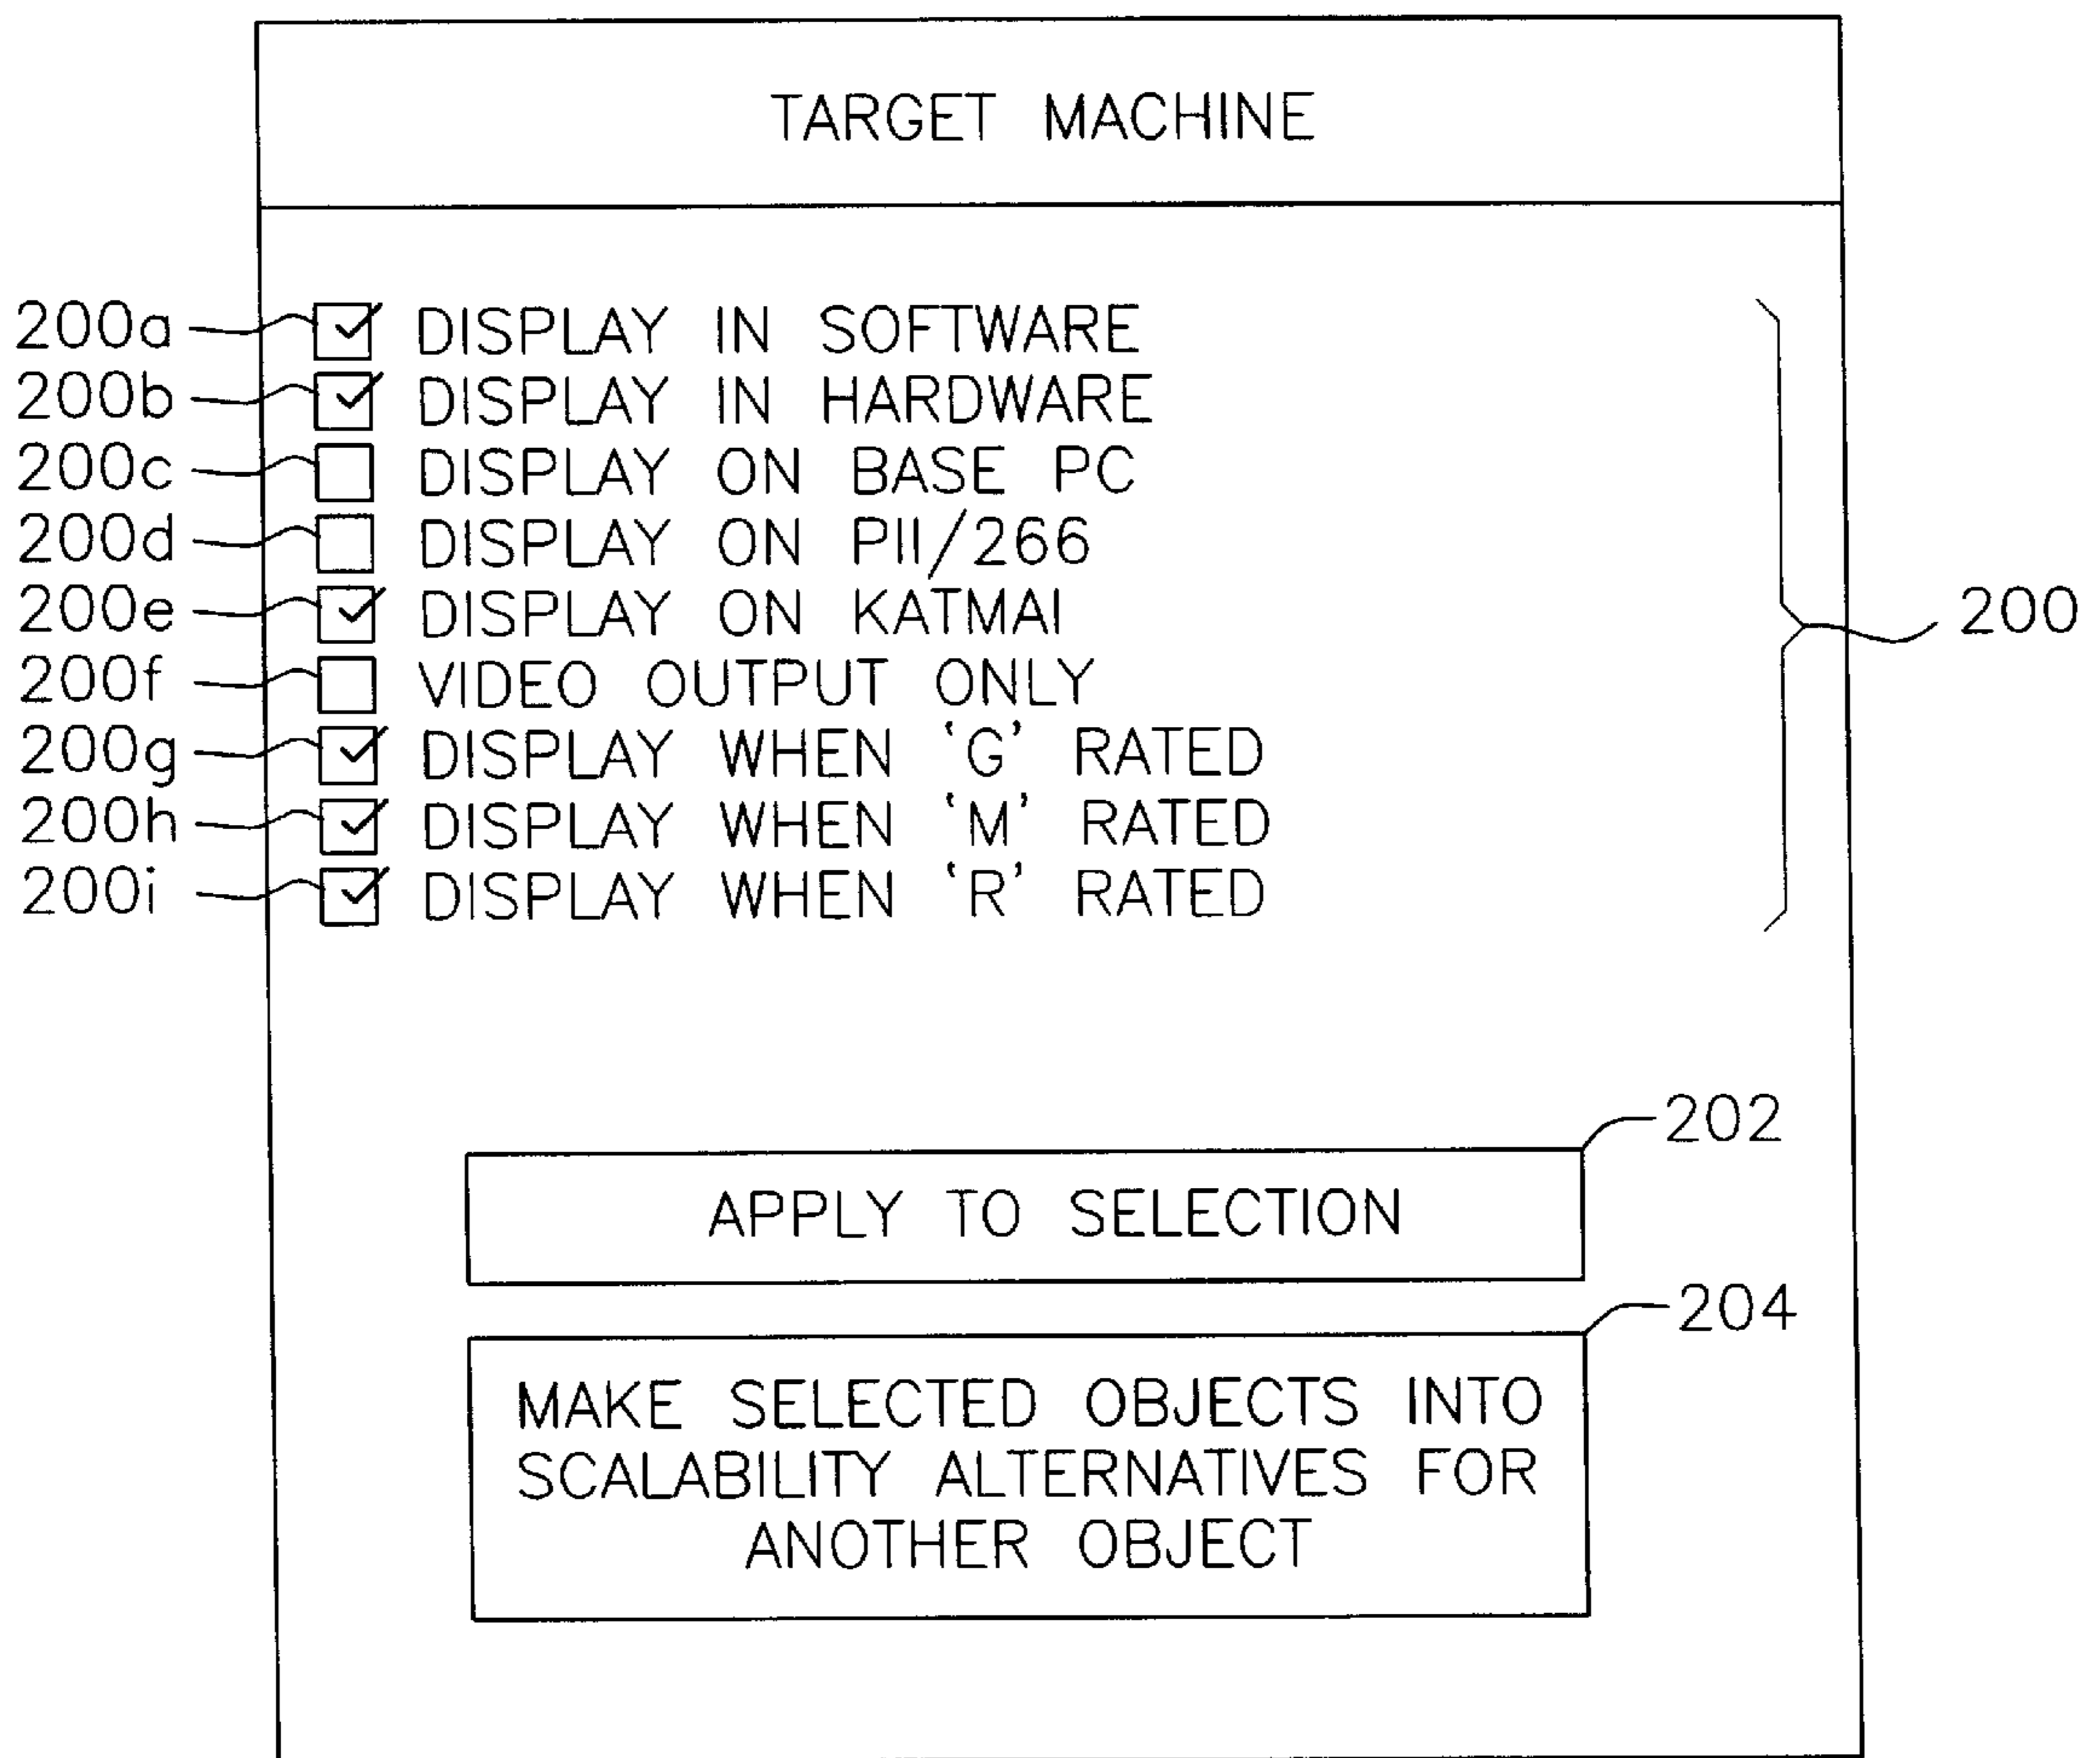 TARGET MACHINE
200a DISPLAY IN SOFTWARE
200b DISPLAY IN HARDWARE
200c DISPLAY ON BASE PC
200d DISPLAY ON PII/266
200e DISPLAY ON KATMAI
200
200f VIDEO OUTPUT ONLY
200g DISPLAY WHEN ‘G’ RATED
200h DISPLAY WHEN ‘M’ RATED
200i DISPLAY WHEN ‘R’ RATED
202
APPLY TO SELECTION
204
MAKE SELECTED OBJECTS INTO
SCALABILITY ALTERNATIVES FOR
ANOTHER OBJECT